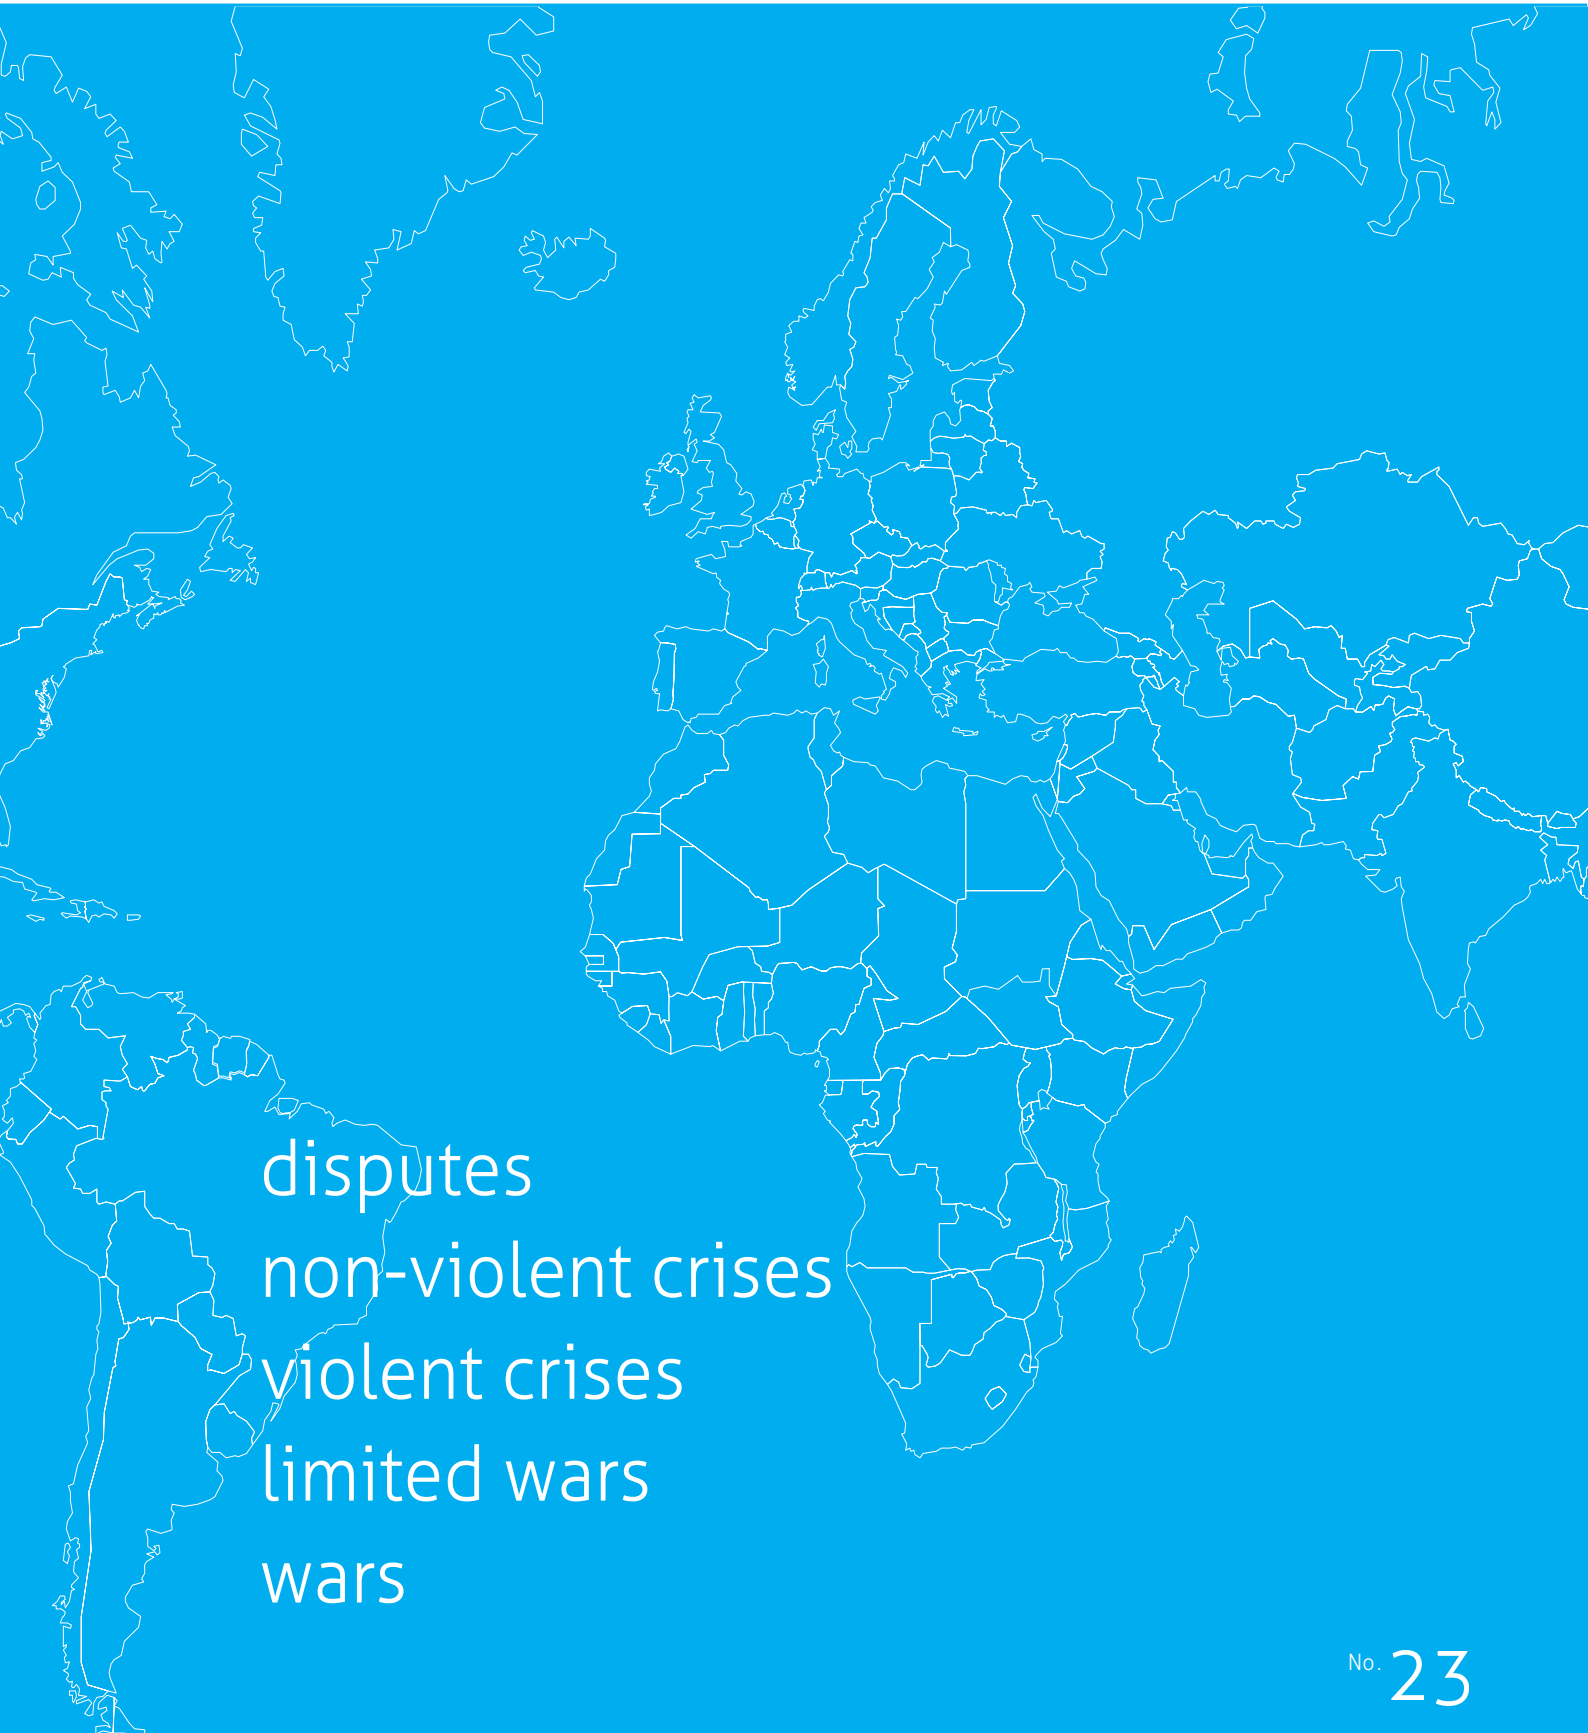 disputes
non-violent crises
violent crises
limited wars
wars
No. 23